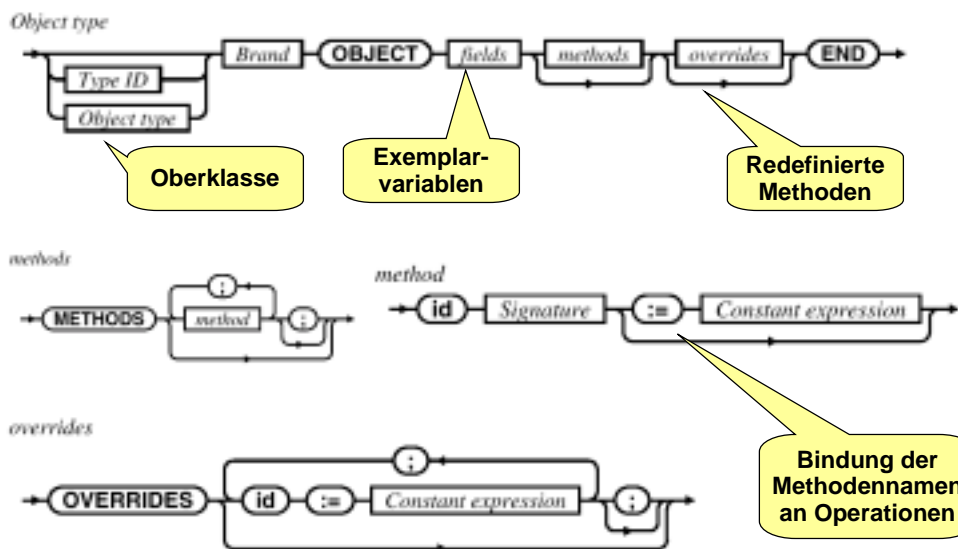 Object type
Brand OBJECT fields methods overrides END
Type ID
Object type
Oberklasse
Exemplar-
variablen
Redefinierte
Methoden
methods
METHODS ; method ;
method
id Signature := Constant expression
Bindung der
Methodennamen
an Operationen
overrides
;
OVERRIDES id := Constant expression ;